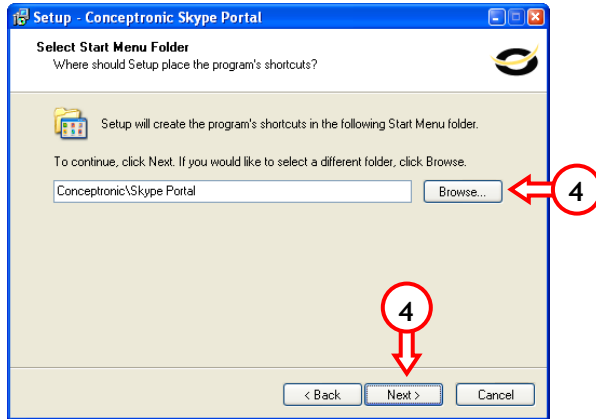 Setup - Conceptronic Skype Portal
Select Start Menu Folder
Where should Setup place the program's shortcuts?
Setup will create the program's shortcuts in the following Start Menu folder.
To continue, click Next. If you would like to select a different folder, click Browse.
Conceptronic\Skype Portal
Browse...
4
4
< Back
Next >
Cancel